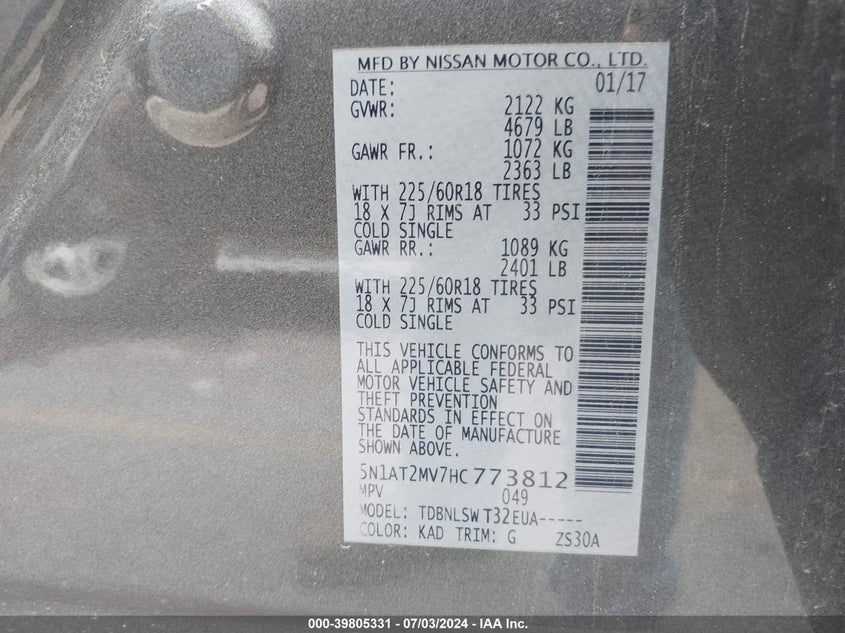 MFD BY NISSAN MOTOR CO., LTD.
DATE: 01/17
GVWR: 2122 KG
4679 LB
GAWR FR.: 1072 KG
2363 LB
WITH 225/60R18 TIRES
18 X 7J RIMS AT 33 PSI
COLD SINGLE
GAWR RR.: 1089 KG
2401 LB
WITH 225/60R18 TIRES
18 X 7J RIMS AT 33 PSI
COLD SINGLE
THIS VEHICLE CONFORMS TO
ALL APPLICABLE FEDERAL
MOTOR VEHICLE SAFETY AND
THEFT PREVENTION
STANDARDS IN EFFECT ON
THE DATE OF MANUFACTURE
SHOWN ABOVE.
5N1AT2MV7HC773812
MPV 049
MODEL: TDBNLSW T32EUA-----
COLOR: KAD TRIM: G ZS30A
000-39805331 - 07/03/2024 - IAA Inc.